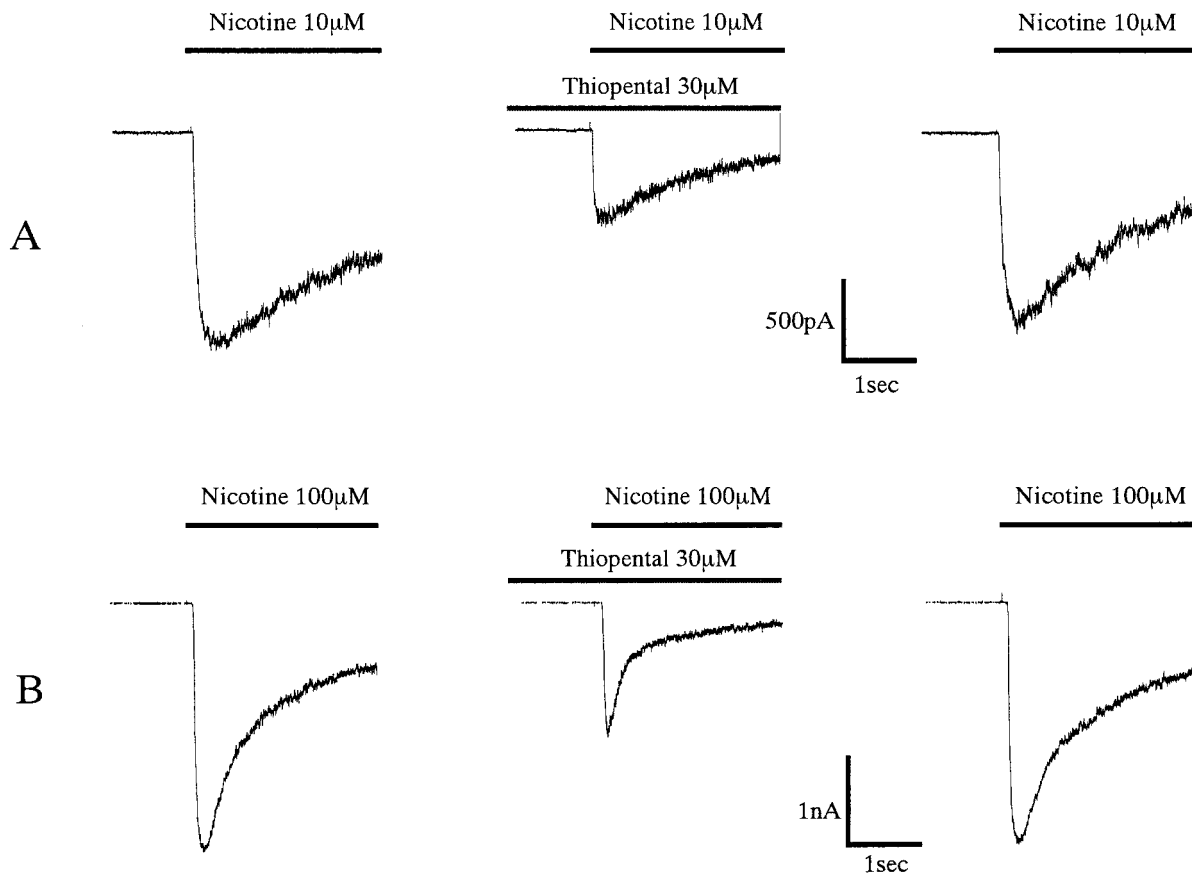 Nicotine 10μM
Nicotine 10μM
Nicotine 10μM
Thiopental 30μM
A
500pA
1sec
Nicotine 100μM
Nicotine 100μM
Nicotine 100μM
Thiopental 30μM
B
1nA
1sec